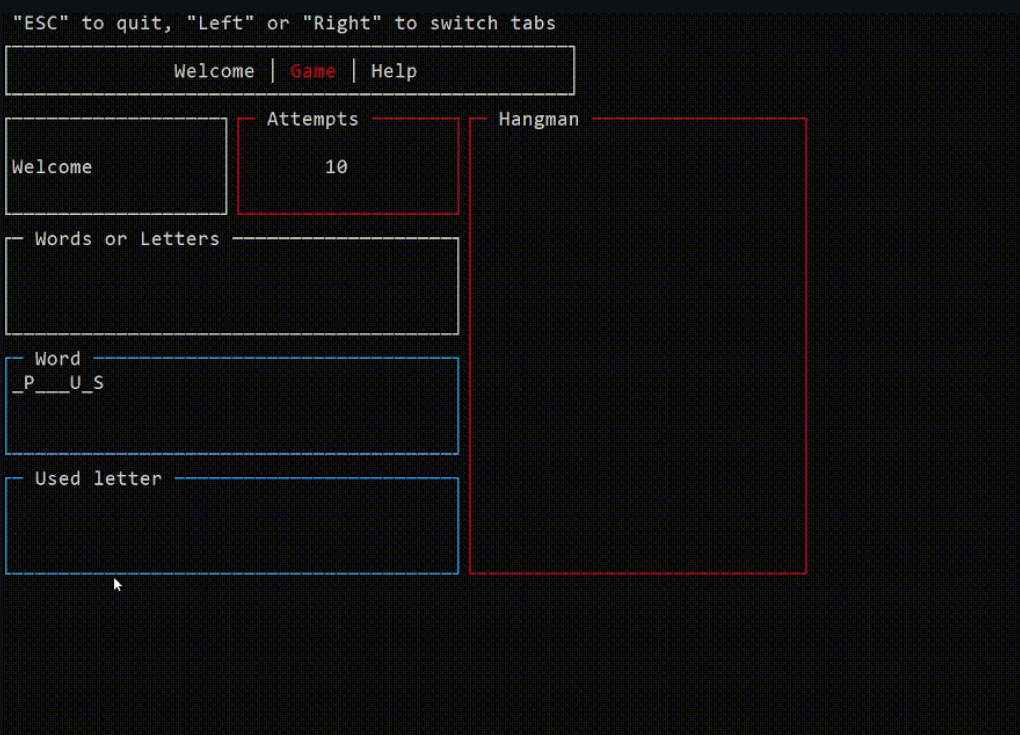 "ESC" to quit, "Left" or "Right" to switch tabs
Welcome │ Game │ Help
Attempts
Hangman
Welcome
10
Words or Letters
Word
_P___U_S
Used letter